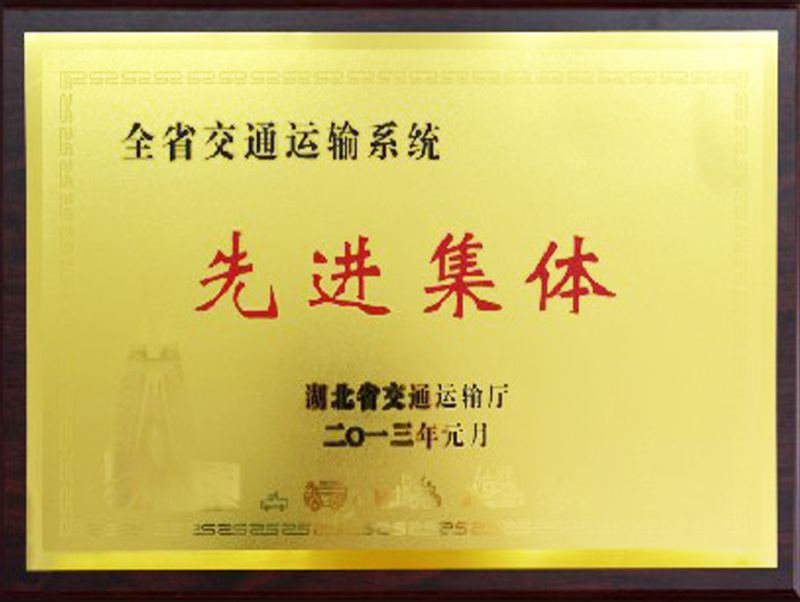 全省交通运输系统
先进集体
湖北省交通运输厅
二〇一三年元月